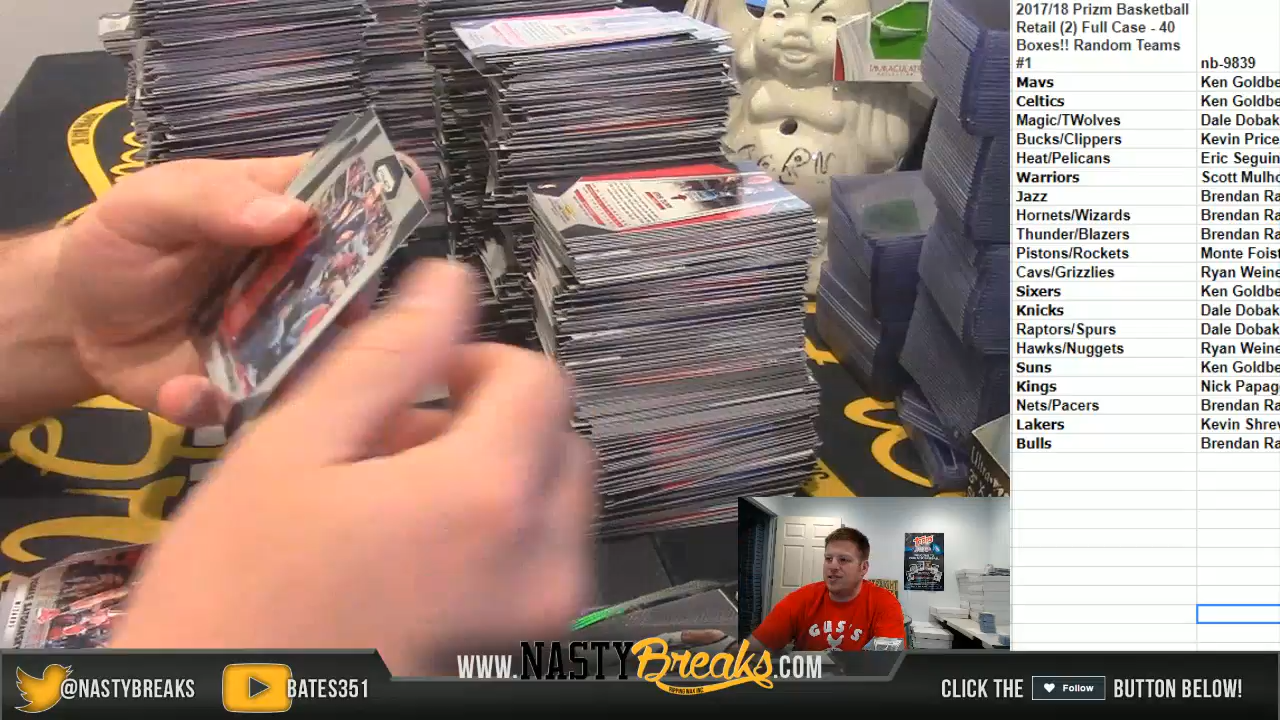 2017/18 Prizm Basketball
Retail (2) Full Case - 40
Boxes!! Random Teams
#1 nb-9839
Mavs Ken Goldbe
Celtics Ken Goldbe
Magic/TWolves Dale Dobak
Bucks/Clippers Kevin Price
Heat/Pelicans Eric Seguin
Warriors Scott Mulho
Jazz Brendan Ra
Hornets/Wizards Brendan Ra
Thunder/Blazers Brendan Ra
Pistons/Rockets Monte Foist
Cavs/Grizzlies Ryan Weine
Sixers Ken Goldbe
Knicks Dale Dobak
Raptors/Spurs Dale Dobak
Hawks/Nuggets Ryan Weine
Suns Ken Goldbe
Kings Nick Papag
Nets/Pacers Brendan Ra
Lakers Kevin Shrev
Bulls Brendan Ra
IMMACULATE
GUS'S
WWW.NASTYBreaks.COM
@NASTYBREAKS
BATES351
CLICK THE Follow BUTTON BELOW!